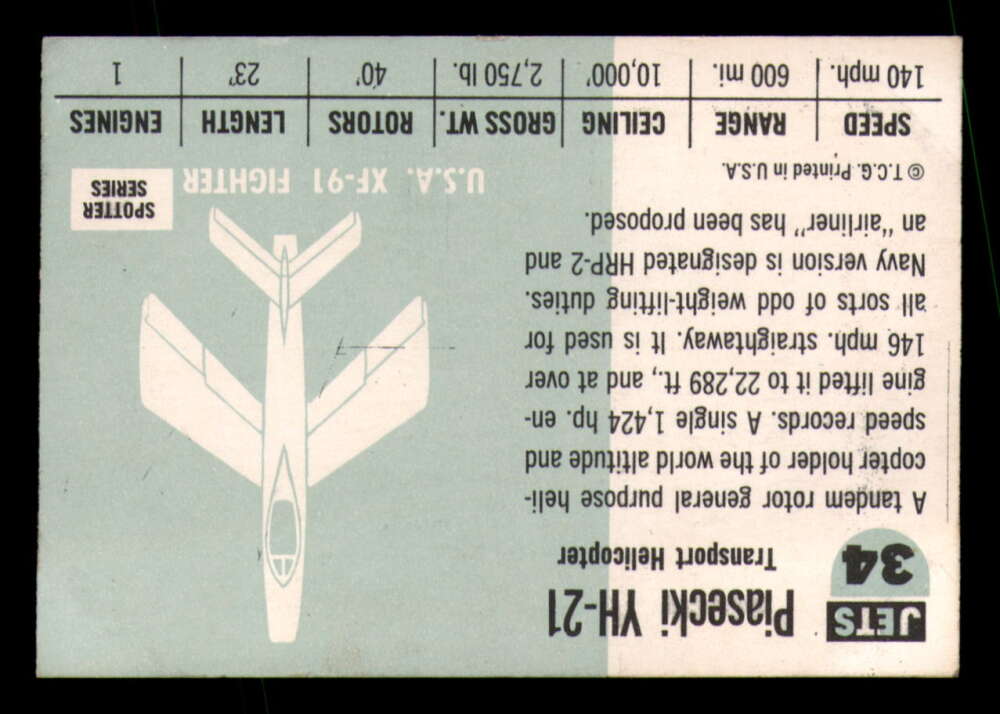 JETS
34
Piasecki YH-21
Transport Helicopter
A tandem rotor general purpose heli-
copter holder of the world altitude and
speed records. A single 1,424 hp. en-
gine lifted it to 22,289 ft., and at over
146 mph. straightaway. It is used for
all sorts of odd weight-lifting duties.
Navy version is designated HRP-2 and
an "airliner" has been proposed.
© T.C.G. Printed in U.S.A.
U.S.A. XF-91 FIGHTER
SPOTTER
SERIES
SPEED RANGE CEILING GROSS WT. ROTORS LENGTH ENGINES
140 mph. 600 mi. 10,000' 2,750 lb. 40' 23' 1